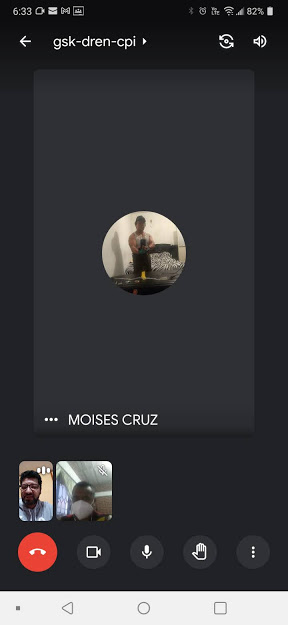 6:33 82%
gsk-dren-cpi
MOISES CRUZ